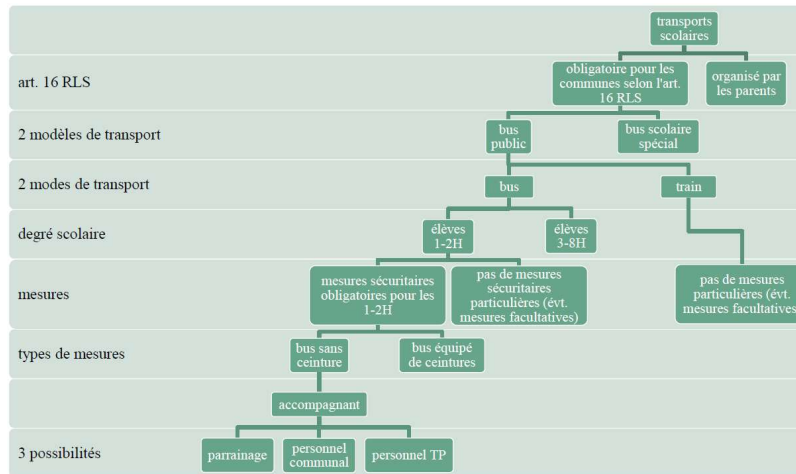 transports
scolaires
art. 16 RLS
obligatoire pour les
communes selon l'art.
16 RLS
organisé par
les parents
2 modèles de transport
bus
public
bus scolaire
spécial
2 modes de transport
bus
train
degré scolaire
élèves
1-2H
élèves
3-8H
mesures
mesures sécuritaires
obligatoires pour les
1-2H
pas de mesures
sécuritaires
particulières (évt.
mesures facultatives)
pas de mesures
particulières (évt.
mesures facultatives
types de mesures
bus sans
ceinture
bus équipé
de ceintures
accompagnant
3 possibilités
parrainage
personnel
communal
personnel TP